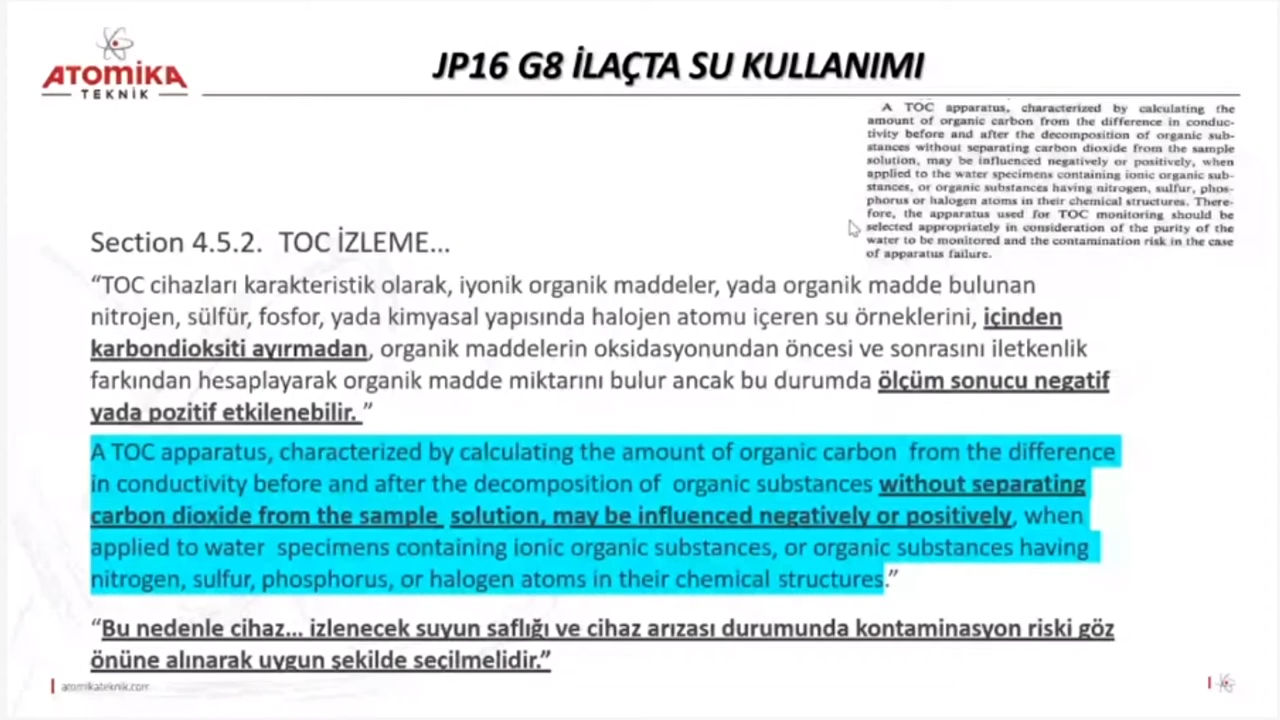 ATOMİKA
TEKNİK
JP16 G8 İLAÇTA SU KULLANIMI
A TOC apparatus, characterized by calculating the
amount of organic carbon from the difference in conduc-
tivity before and after the decomposition of organic sub-
stances without separating carbon dioxide from the sample
solution, may be influenced negatively or positively, when
applied to the water specimens containing ionic organic sub-
stances, or organic substances having nitrogen, sulfur, phos-
phorus or halogen atoms in their chemical structures. There-
fore, the apparatus used for TOC monitoring should be
selected appropriately in consideration of the purity of the
water to be monitored and the contamination risk in the case
of apparatus failure.
Section 4.5.2. TOC İZLEME...
“TOC cihazları karakteristik olarak, iyonik organik maddeler, yada organik madde bulunan
nitrojen, sülfür, fosfor, yada kimyasal yapısında halojen atomu içeren su örneklerini, içinden
karbondioksiti ayırmadan, organik maddelerin oksidasyonundan öncesi ve sonrasını iletkenlik
farkından hesaplayarak organik madde miktarını bulur ancak bu durumda ölçüm sonucu negatif
yada pozitif etkilenebilir. ”
A TOC apparatus, characterized by calculating the amount of organic carbon from the difference
in conductivity before and after the decomposition of organic substances without separating
carbon dioxide from the sample solution, may be influenced negatively or positively, when
applied to water specimens containing ionic organic substances, or organic substances having
nitrogen, sulfur, phosphorus, or halogen atoms in their chemical structures.”
“Bu nedenle cihaz... izlenecek suyun saflığı ve cihaz arızası durumunda kontaminasyon riski göz
önüne alınarak uygun şekilde seçilmelidir.”
atomikateknik.com